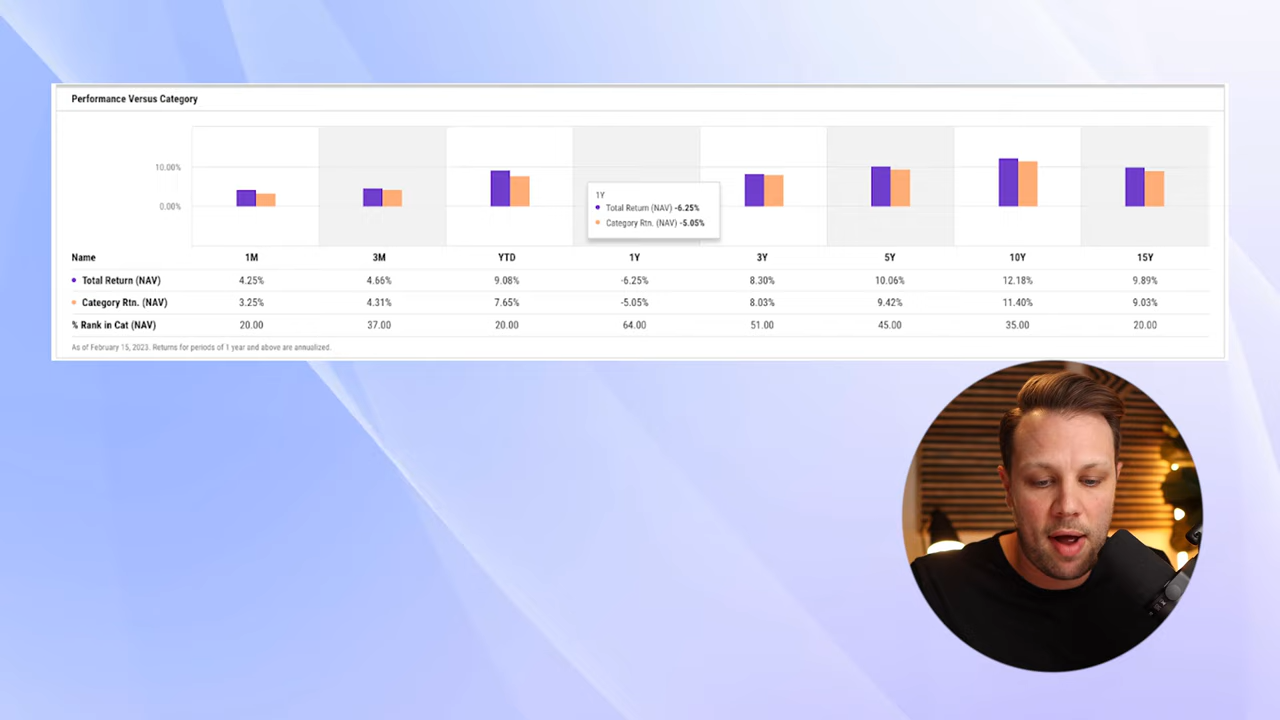 Performance Versus Category
10.00%
0.00%
1Y
Total Return (NAV) -6.25%
Category Rtn. (NAV) -5.05%
Name 1M 3M YTD 1Y 3Y 5Y 10Y 15Y
Total Return (NAV) 4.25% 4.66% 9.08% -6.25% 8.30% 10.06% 12.18% 9.89%
Category Rtn. (NAV) 3.25% 4.31% 7.65% -5.05% 8.03% 9.42% 11.40% 9.03%
% Rank in Cat (NAV) 20.00 37.00 20.00 64.00 51.00 45.00 35.00 20.00
As of February 15, 2023. Returns for periods of 1 year and above are annualized.